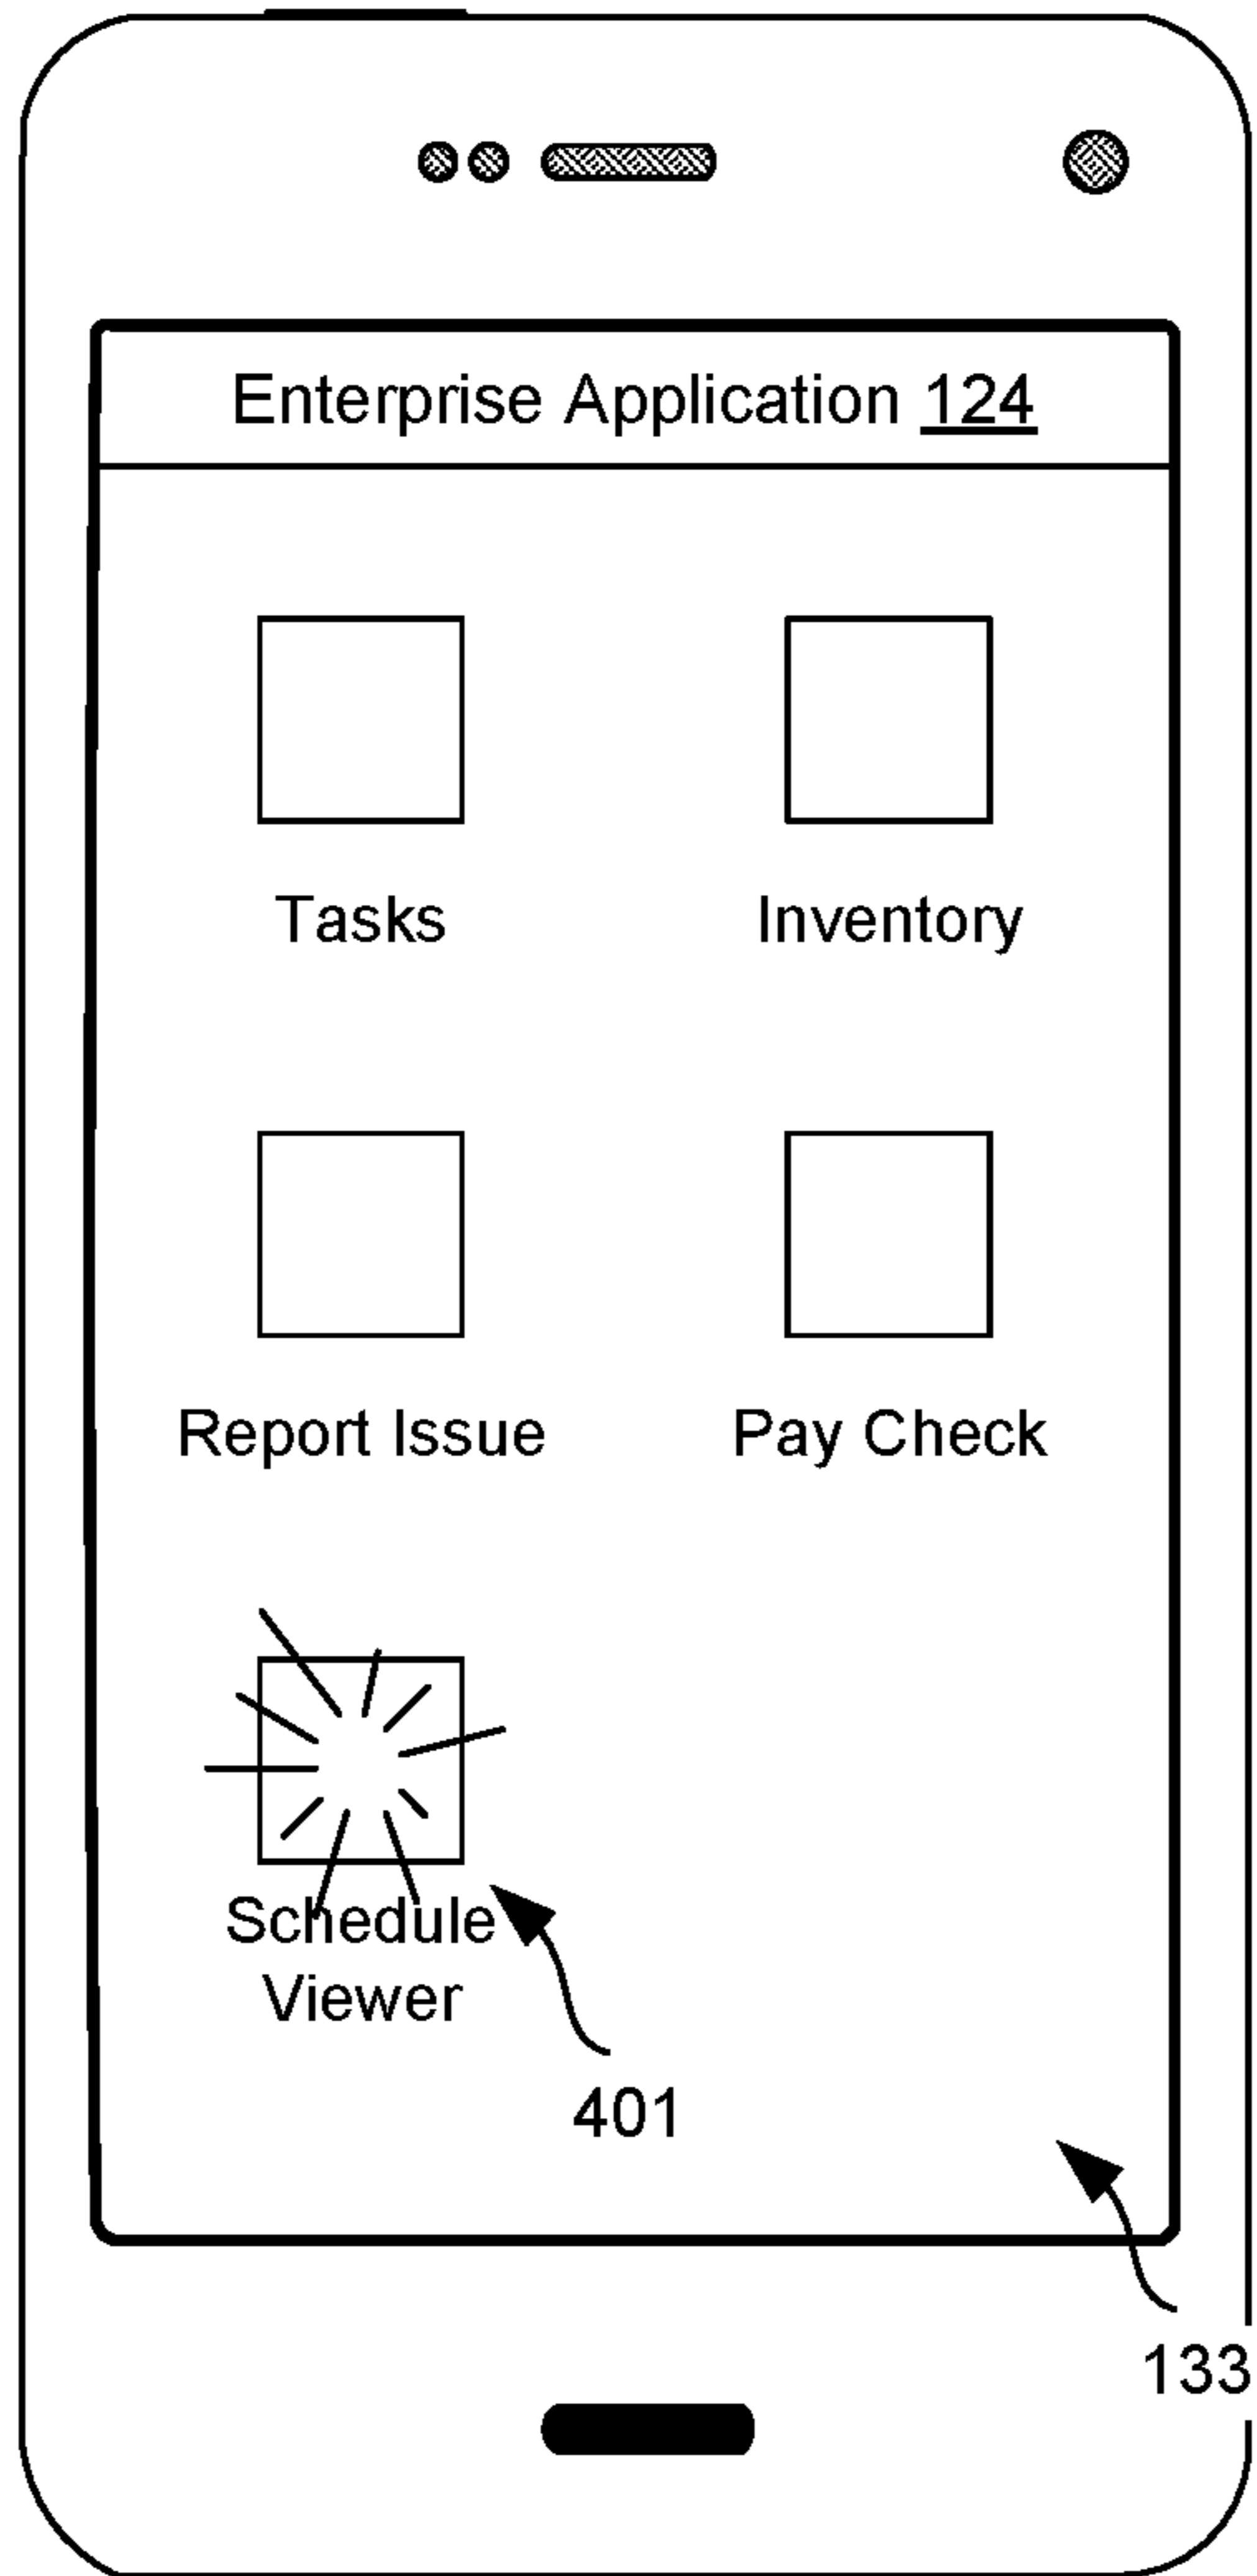 Enterprise Application 124
Tasks
Inventory
Report Issue
Pay Check
Schedule
Viewer
401
133